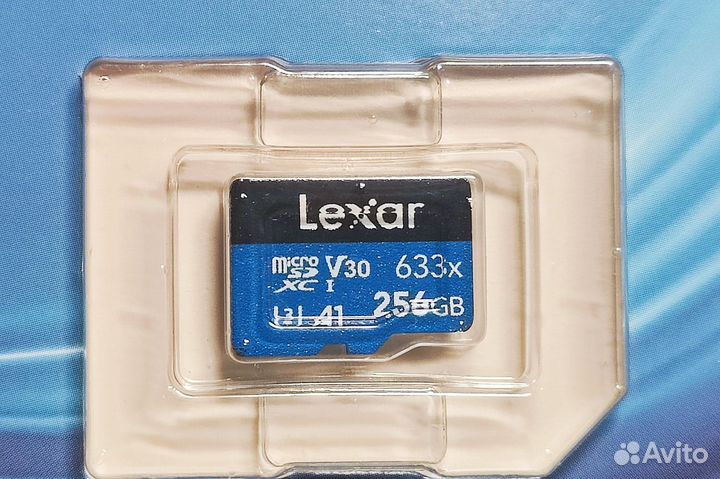 Lexar
micro SD XC I V30 633x
U3 A1 256GB
Avito